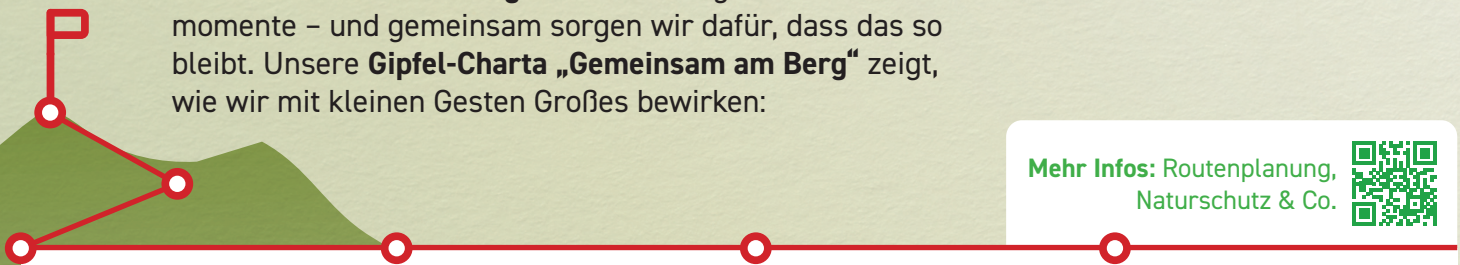 momente – und gemeinsam sorgen wir dafür, dass das so
bleibt. Unsere Gipfel-Charta „Gemeinsam am Berg“ zeigt,
wie wir mit kleinen Gesten Großes bewirken:
Mehr Infos: Routenplanung,
Naturschutz & Co.